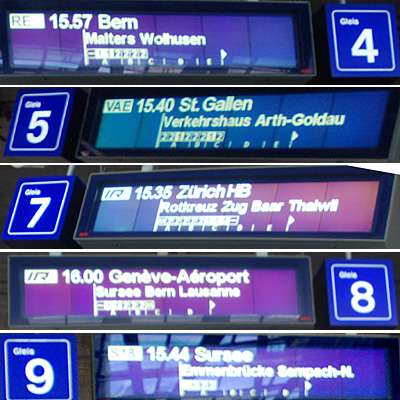 RE 15.57 Bern
Malters Wolhusen
A B C D E
Gleis
4
Gleis
5
VAE 15.40 St.Gallen
Verkehrshaus Arth-Goldau
A B C D E
Gleis
7
IR 15.35 Zürich HB
Rotkreuz Zug Baar Thalwil
IR 16.00 Genève-Aéroport
Sursee Bern Lausanne
A B C D
Gleis
8
Gleis
9
15.44 Sursee
Emmenbrücke Sempach-N.